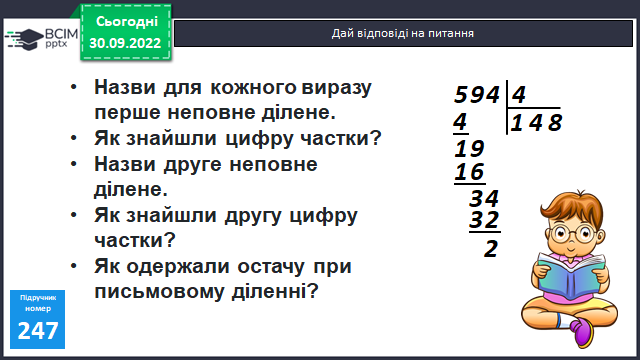 ВСІМ
pptx
Сьогодні
30.09.2022
Дай відповіді на питання
• Назви для кожного виразу
перше неповне ділене.
• Як знайшли цифру частки?
• Назви друге неповне
ділене.
• Як знайшли другу цифру
частки?
• Як одержали остачу при
письмовому діленні?
594 4
4 148
19
16
34
32
2
Підручник
номер
247